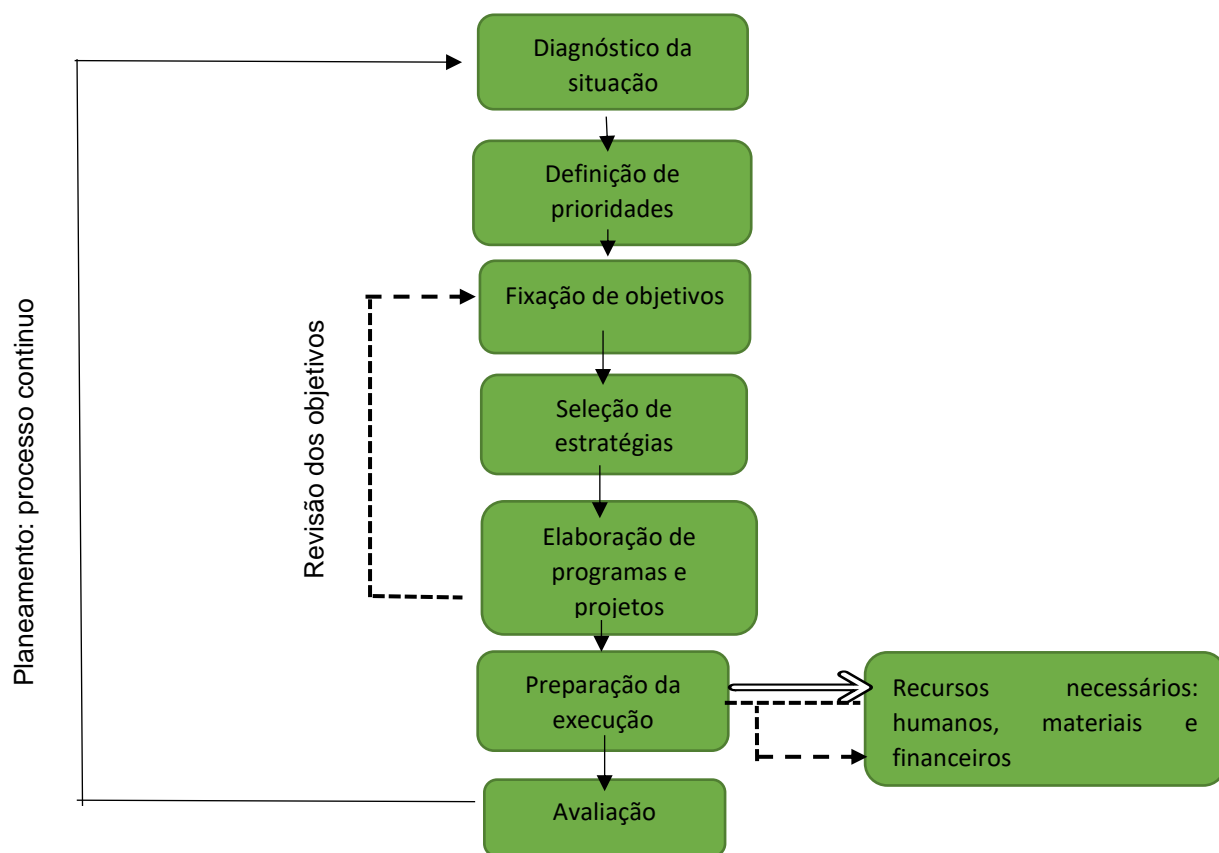 Diagnóstico da
situação
Definição de
prioridades
Fixação de objetivos
Seleção de
estratégias
Elaboração de
programas e
projetos
Preparação da
execução
Avaliação
Recursos necessários:
humanos, materiais e
financeiros
Revisão dos objetivos
Planeamento: processo continuo